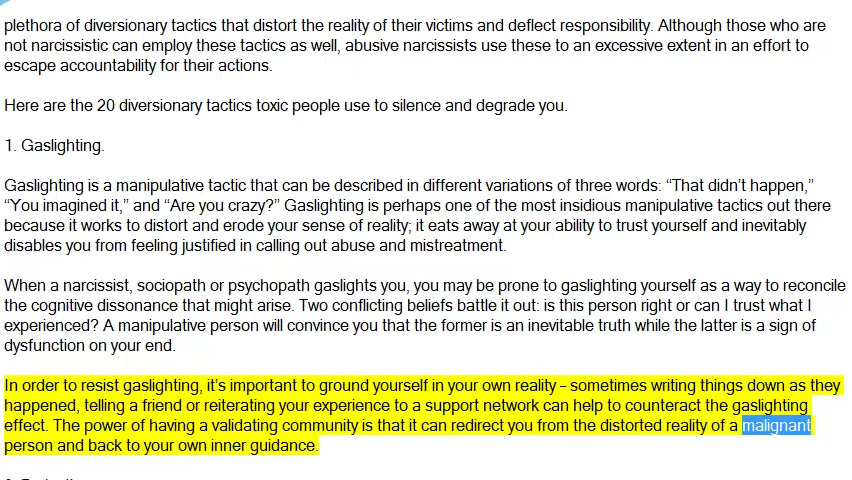 plethora of diversionary tactics that distort the reality of their victims and deflect responsibility. Although those who are
not narcissistic can employ these tactics as well, abusive narcissists use these to an excessive extent in an effort to
escape accountability for their actions.
Here are the 20 diversionary tactics toxic people use to silence and degrade you.
1. Gaslighting.
Gaslighting is a manipulative tactic that can be described in different variations of three words: “That didn’t happen,”
“You imagined it,” and “Are you crazy?” Gaslighting is perhaps one of the most insidious manipulative tactics out there
because it works to distort and erode your sense of reality; it eats away at your ability to trust yourself and inevitably
disables you from feeling justified in calling out abuse and mistreatment.
When a narcissist, sociopath or psychopath gaslights you, you may be prone to gaslighting yourself as a way to reconcile
the cognitive dissonance that might arise. Two conflicting beliefs battle it out: is this person right or can I trust what I
experienced? A manipulative person will convince you that the former is an inevitable truth while the latter is a sign of
dysfunction on your end.
In order to resist gaslighting, it’s important to ground yourself in your own reality – sometimes writing things down as they
happened, telling a friend or reiterating your experience to a support network can help to counteract the gaslighting
effect. The power of having a validating community is that it can redirect you from the distorted reality of a malignant
person and back to your own inner guidance.